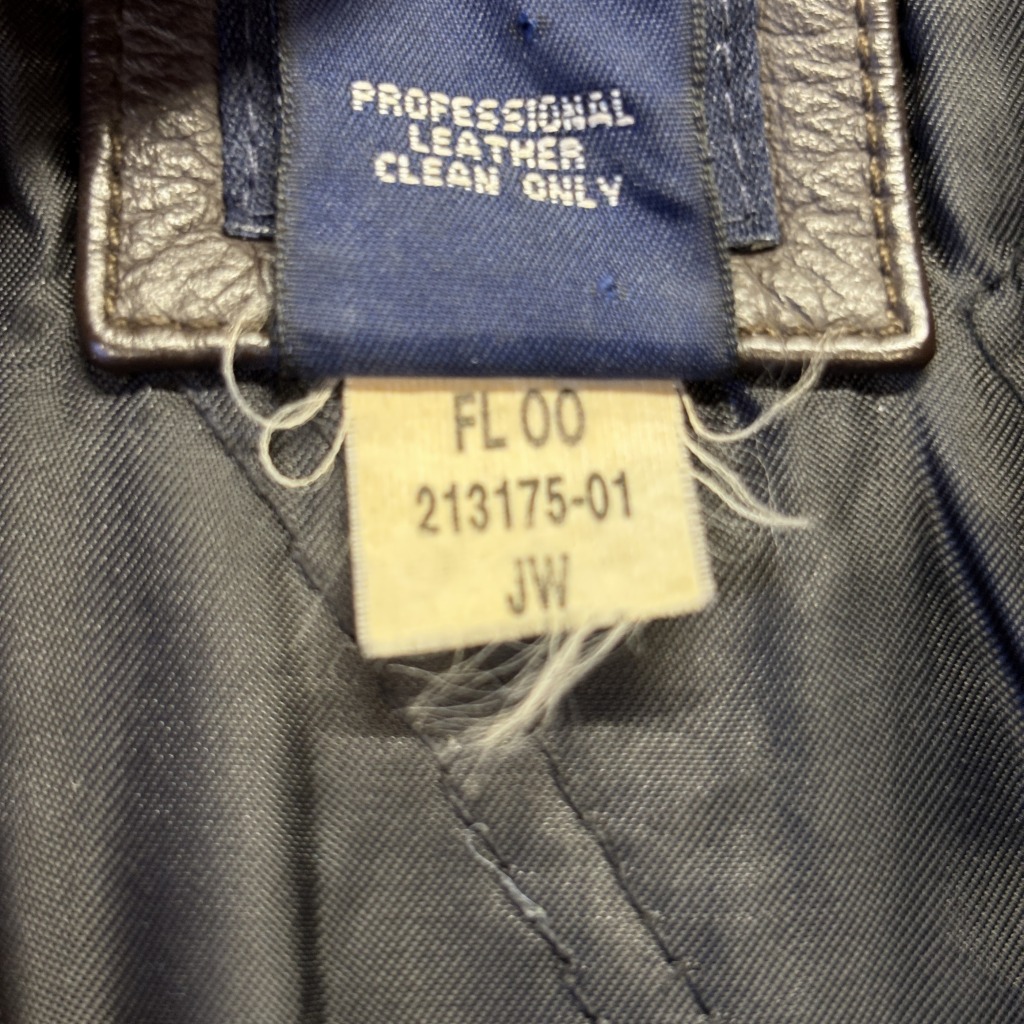 PROFESSIONAL
LEATHER
CLEAN ONLY
FL 00
213175-01
JW